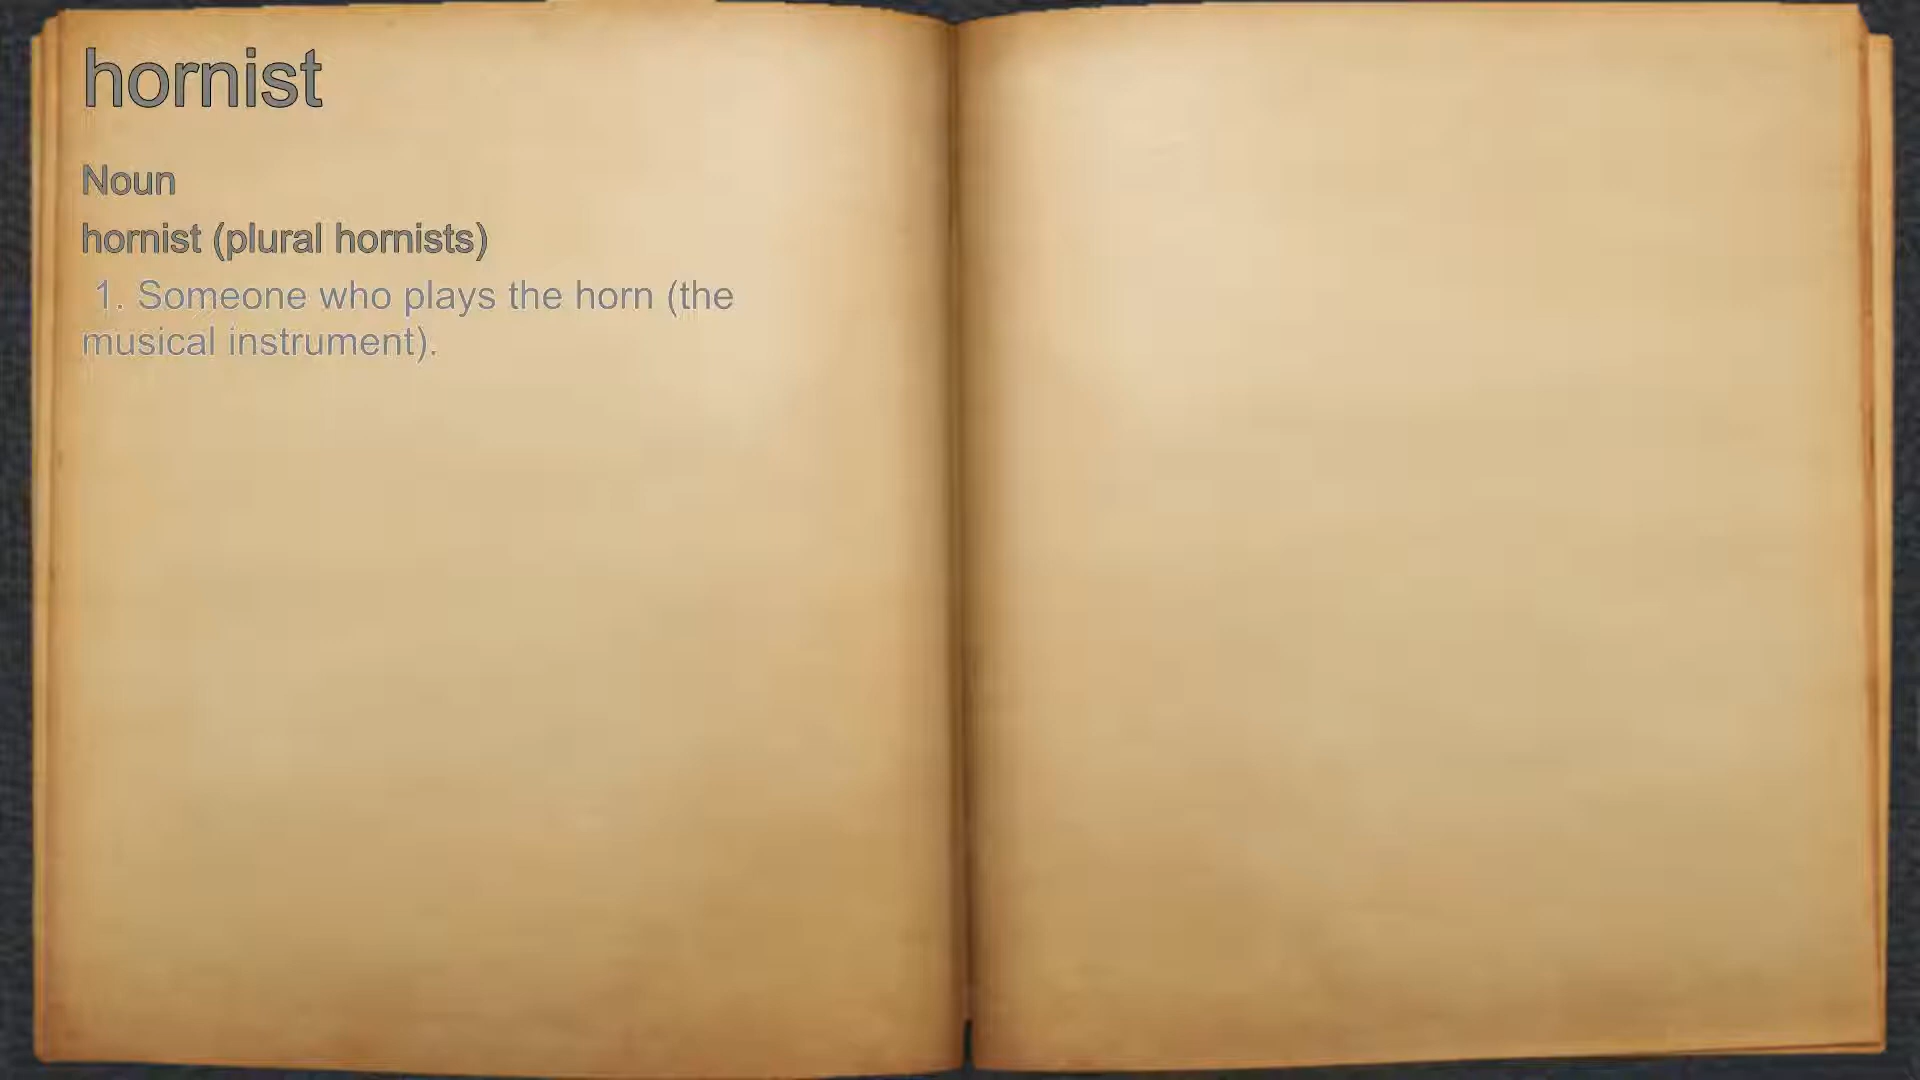 hornist
Noun
hornist (plural hornists)
1. Someone who plays the horn (the
musical instrument).